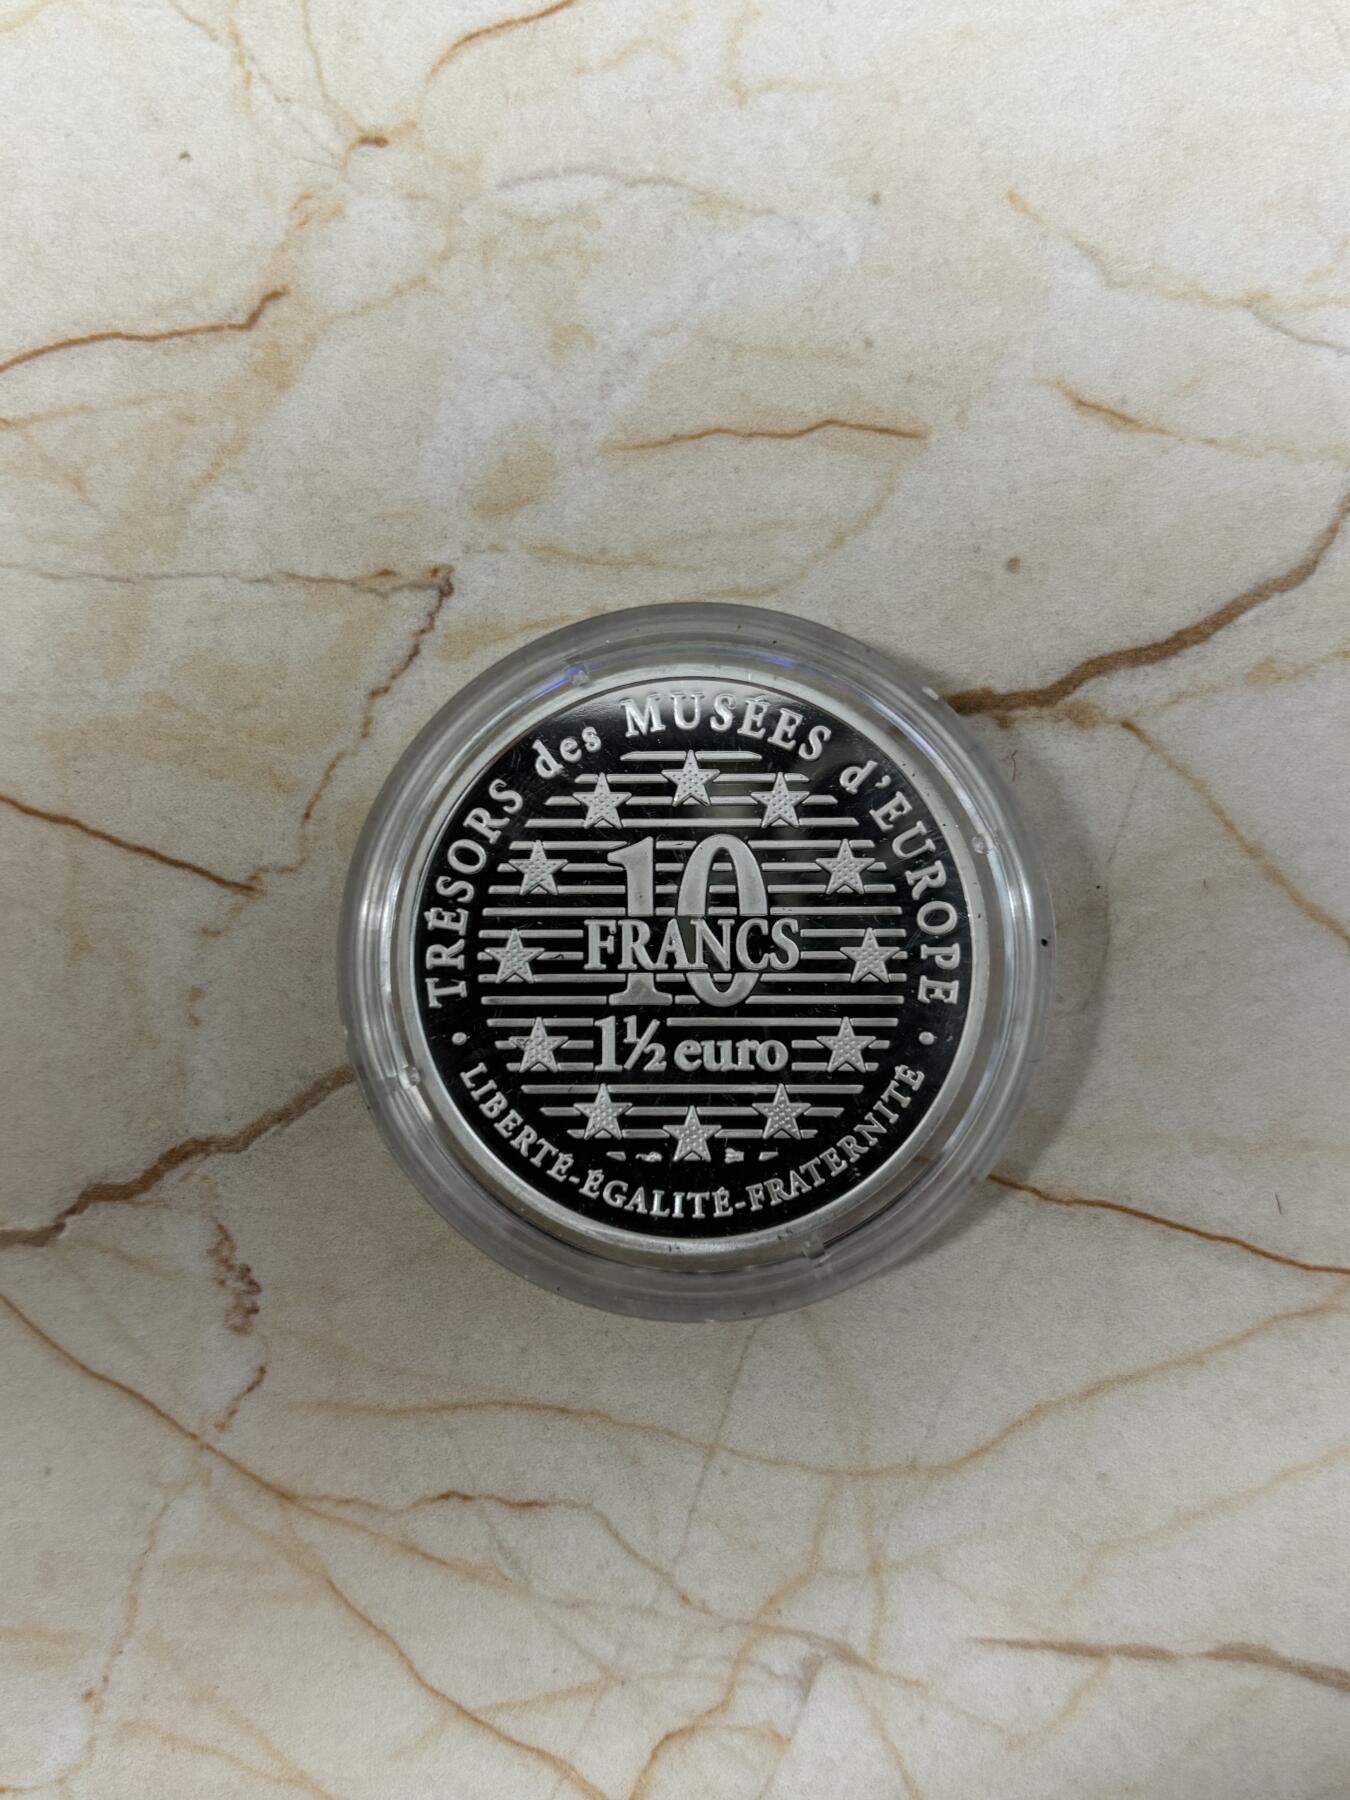 TRÉSORS des MUSÉES d'EUROPE
10
FRANCS
1½ euro
• LIBERTÉ-ÉGALITÉ-FRATERNITÉ •